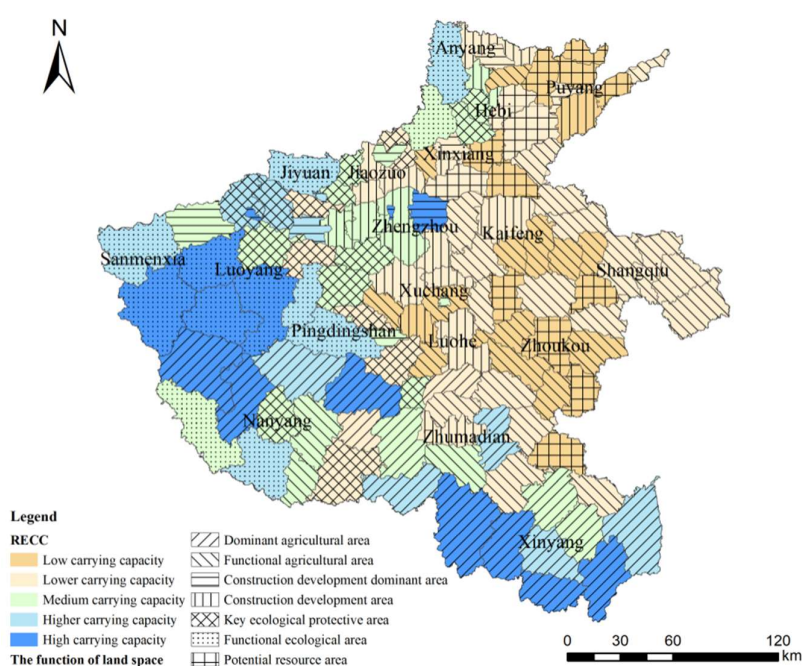 N
Anyang
Puyang
Hebi
Xinxiang
Jiyuan
Jiaozuo
Zhengzhou
Kaifeng
Sanmenxia
Luoyang
Shangqiu
Xuchang
Pingdingshan
Luohe
Zhoukou
Nanyang
Zhumadian
Xinyang
Legend
RECC
Low carrying capacity
Lower carrying capacity
Medium carrying capacity
Higher carrying capacity
High carrying capacity
The function of land space
Dominant agricultural area
Functional agricultural area
Construction development dominant area
Construction development area
Key ecological protective area
Functional ecological area
Potential resource area
0 30 60 120
km